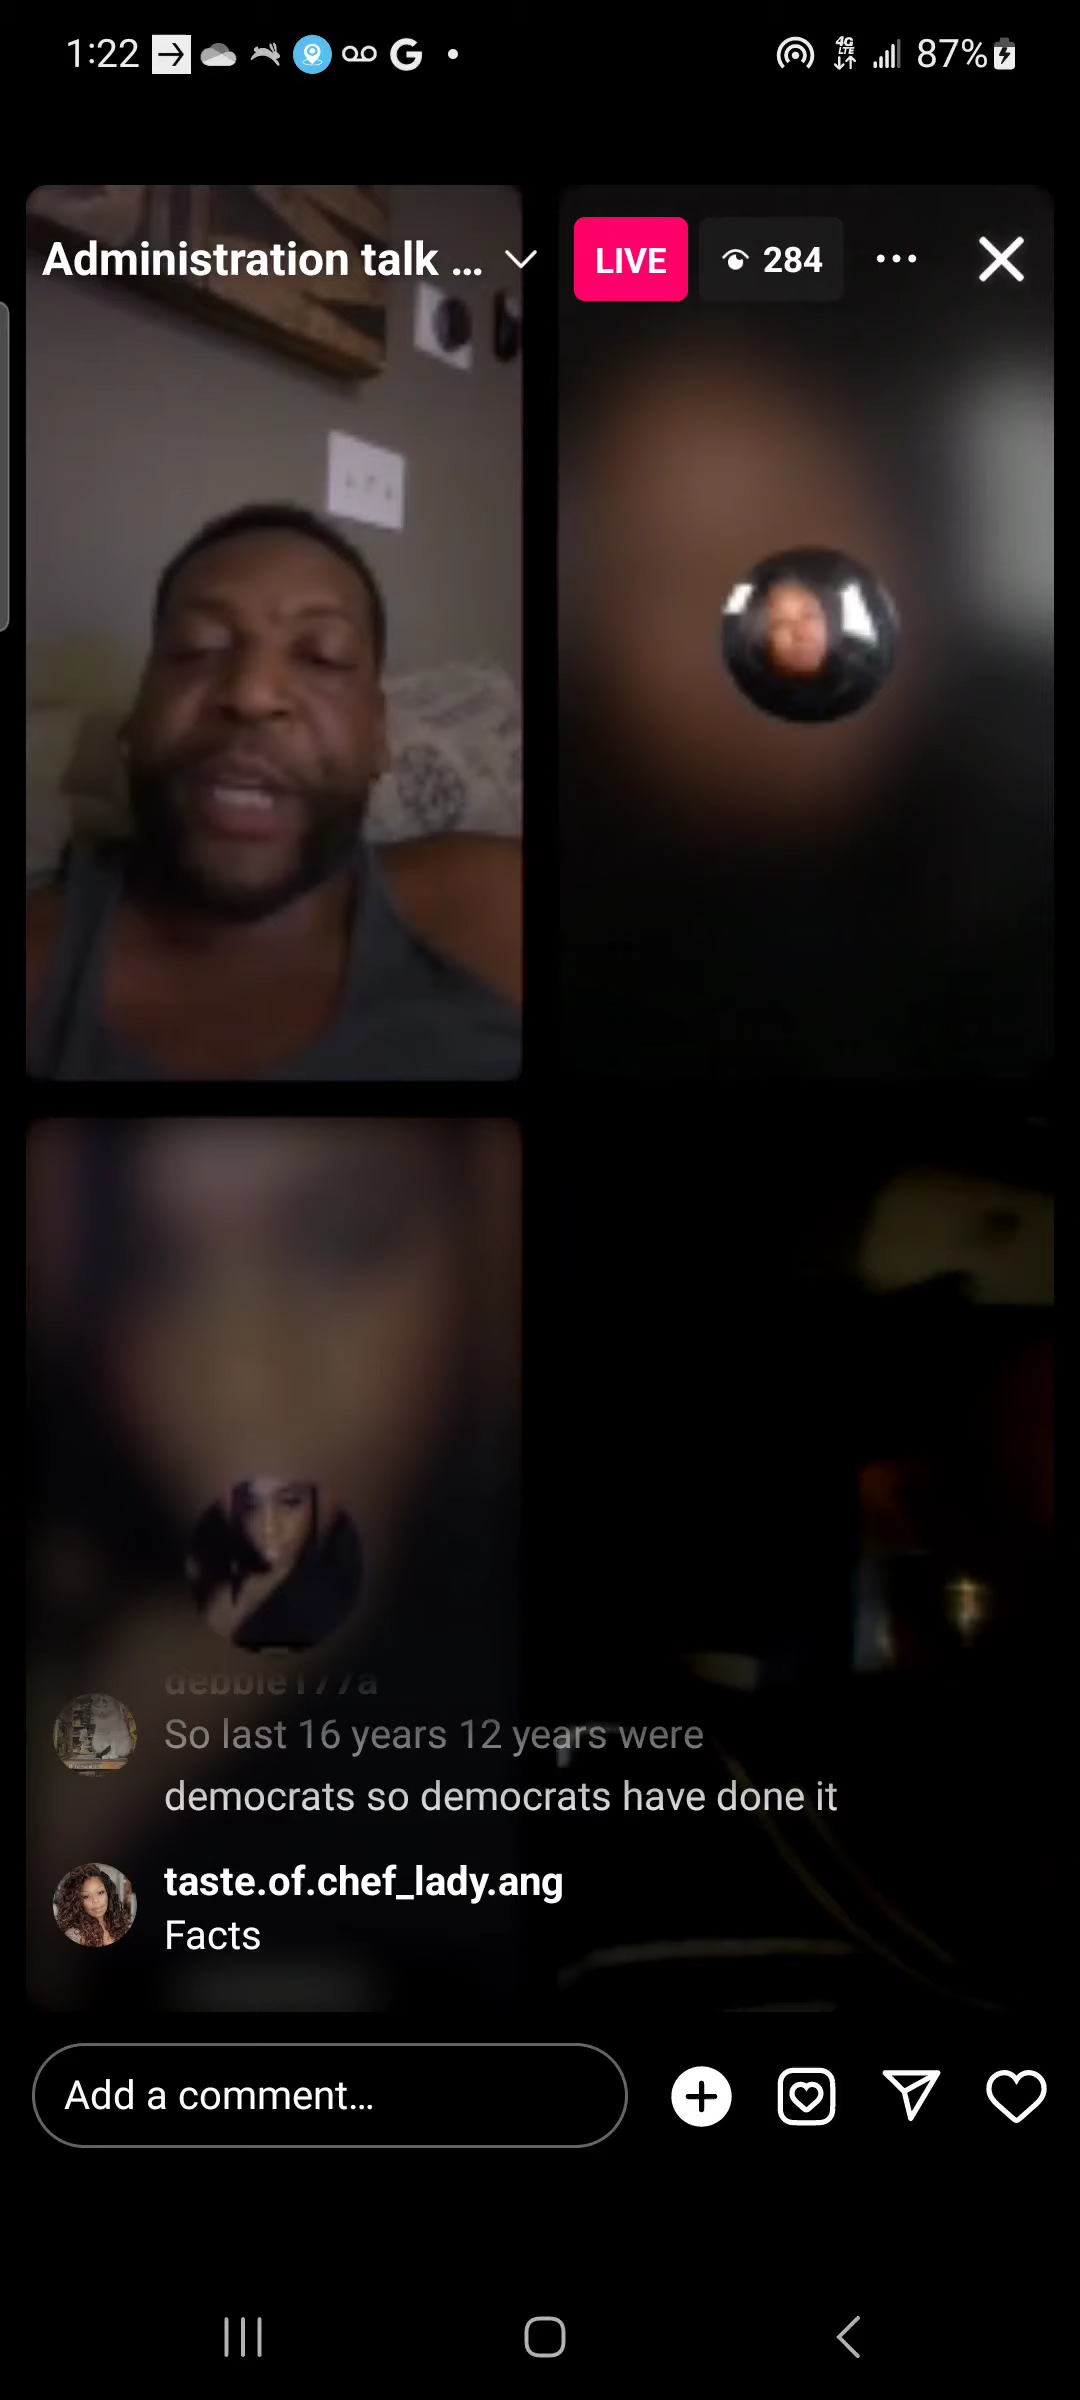 1:22 87%
Administration talk ...
LIVE 284
debbie177a
So last 16 years 12 years were
democrats so democrats have done it
taste.of.chef_lady.ang
Facts
Add a comment...